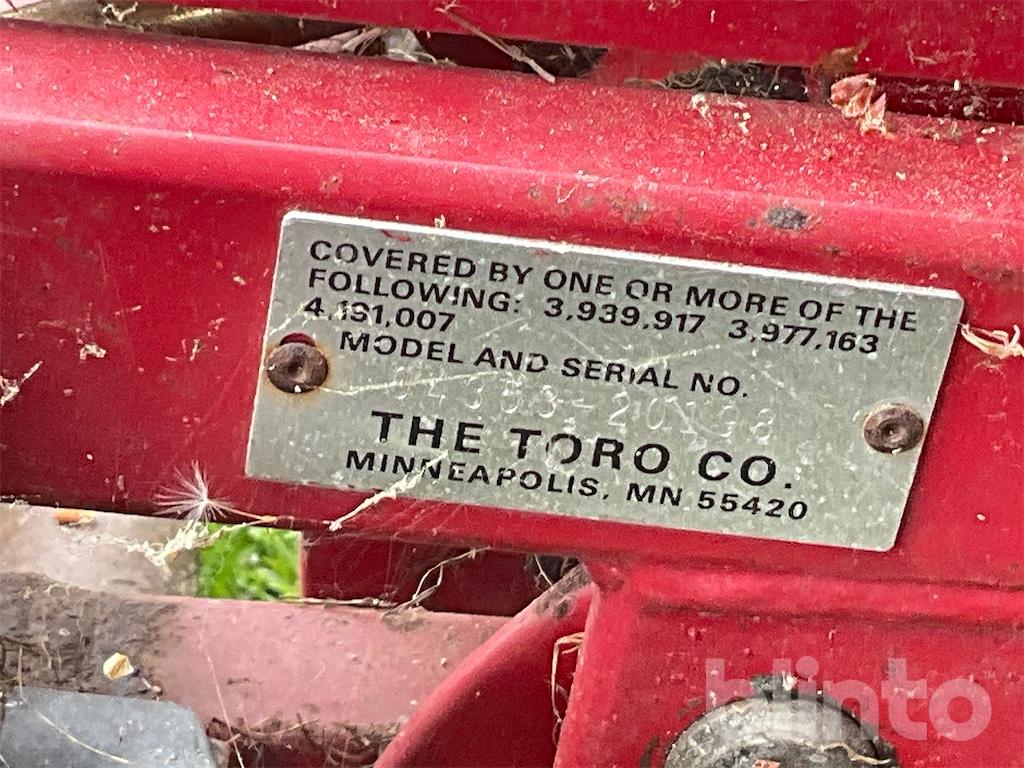 COVERED BY ONE OR MORE OF THE
FOLLOWING: 3,939,917 3,977,163
4,191,007
MODEL AND SERIAL NO.
THE TORO CO.
MINNEAPOLIS, MN 55420
blinto